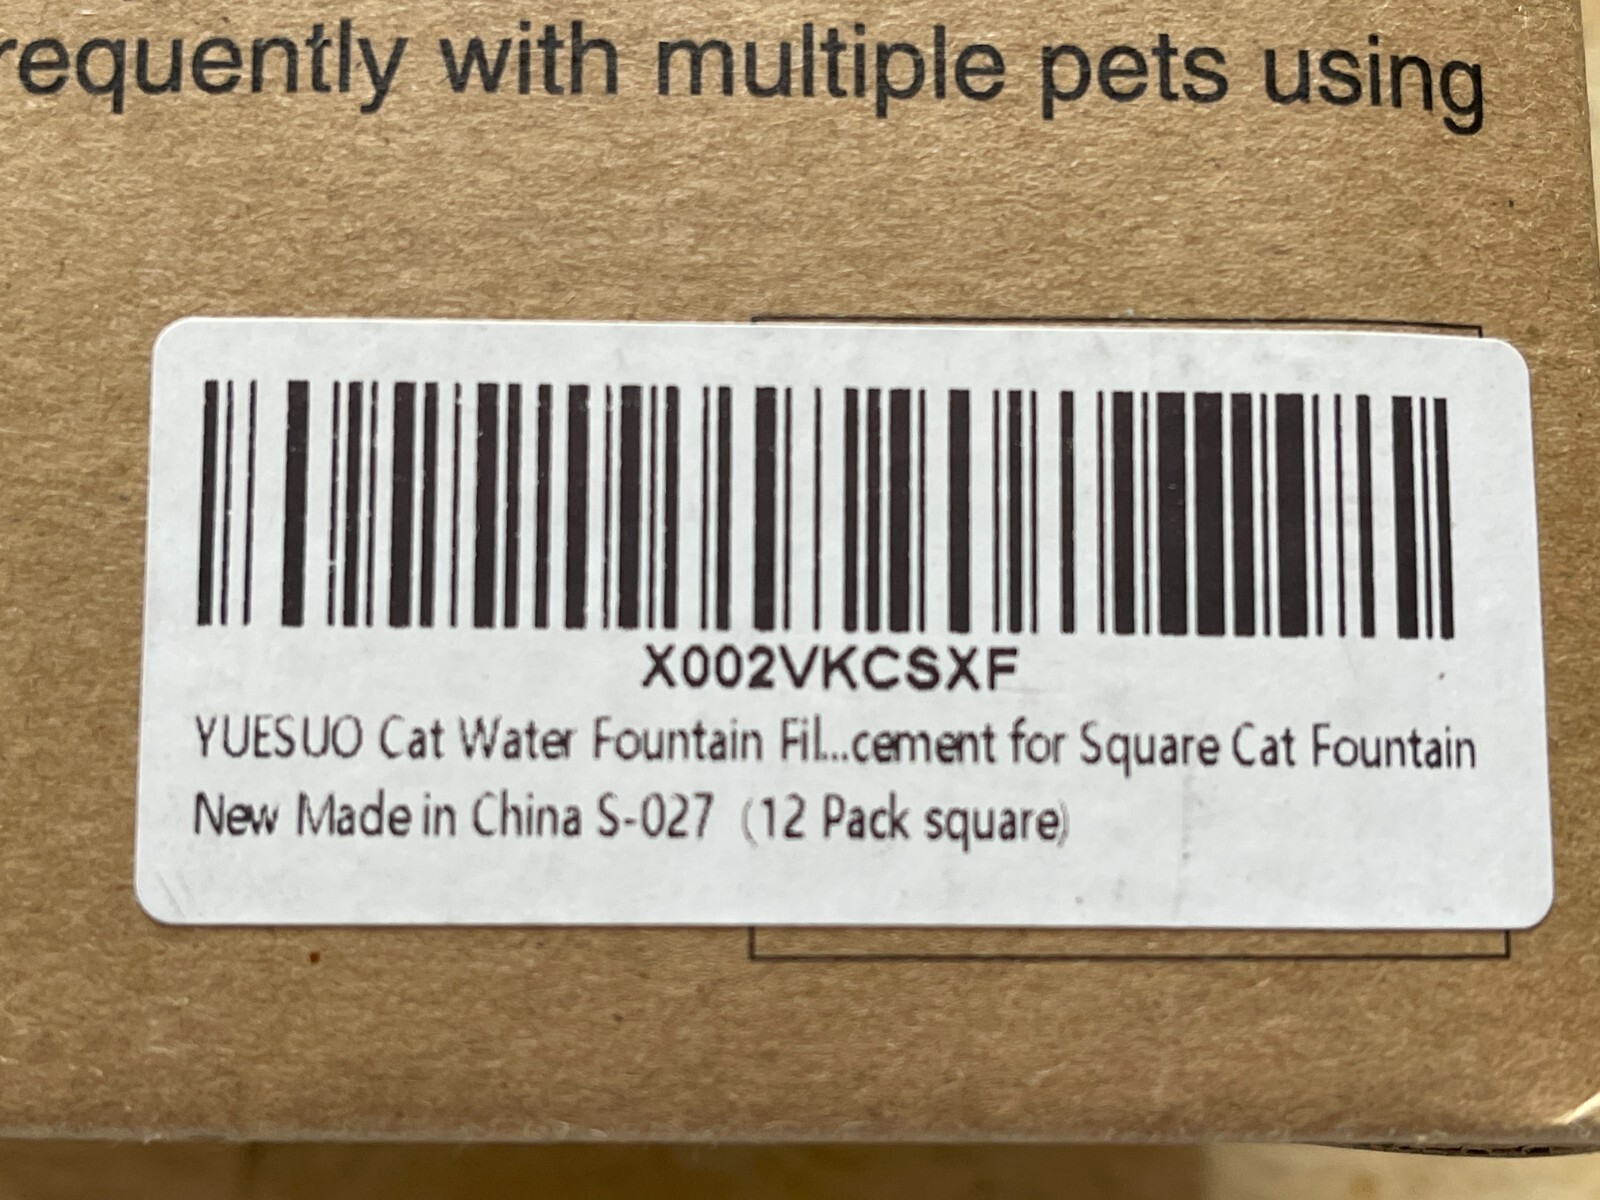 requently with multiple pets using
X002VKCSXF
YUESUO Cat Water Fountain Fil...cement for Square Cat Fountain
New Made in China S-027 (12 Pack square)